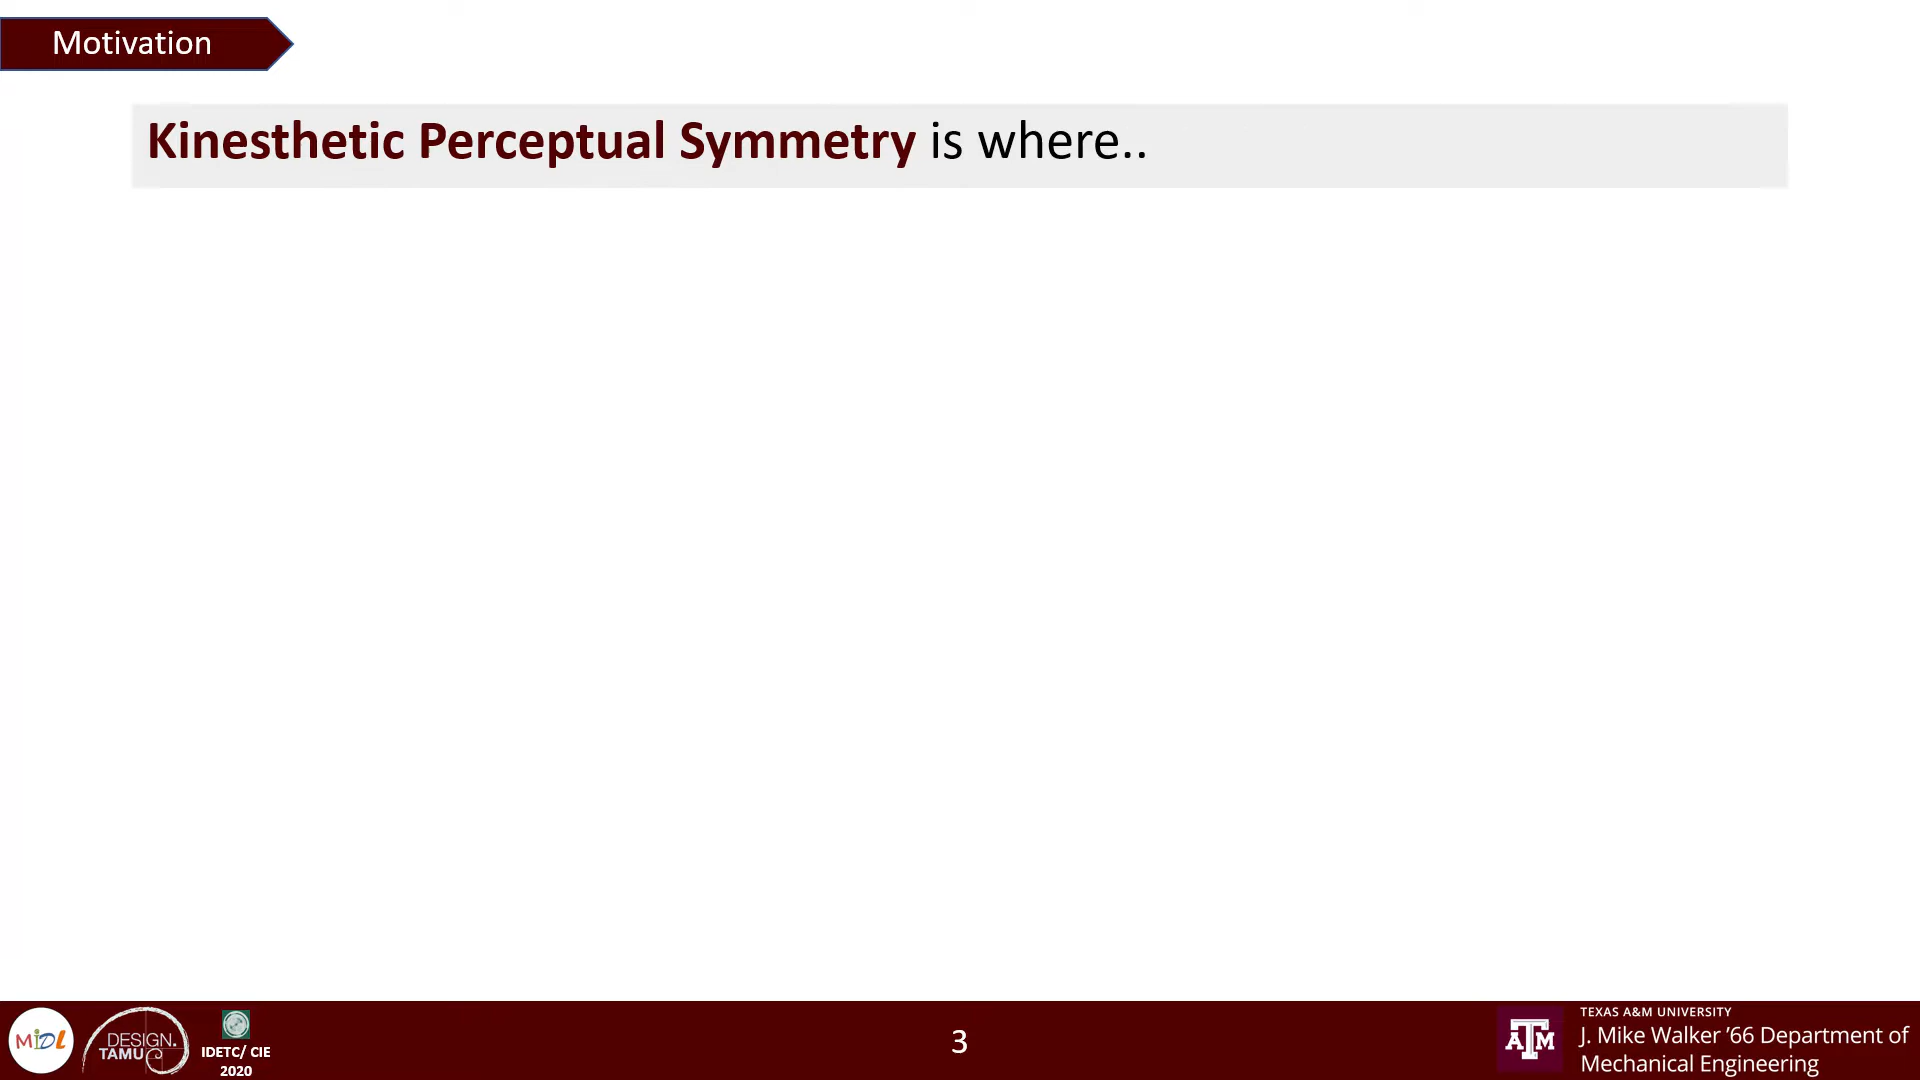 Motivation
Kinesthetic Perceptual Symmetry is where..
MiDL
DESIGN.
TAMU
IDETC/ CIE
2020
3
ATM
TEXAS A&M UNIVERSITY
J. Mike Walker ’66 Department of
Mechanical Engineering